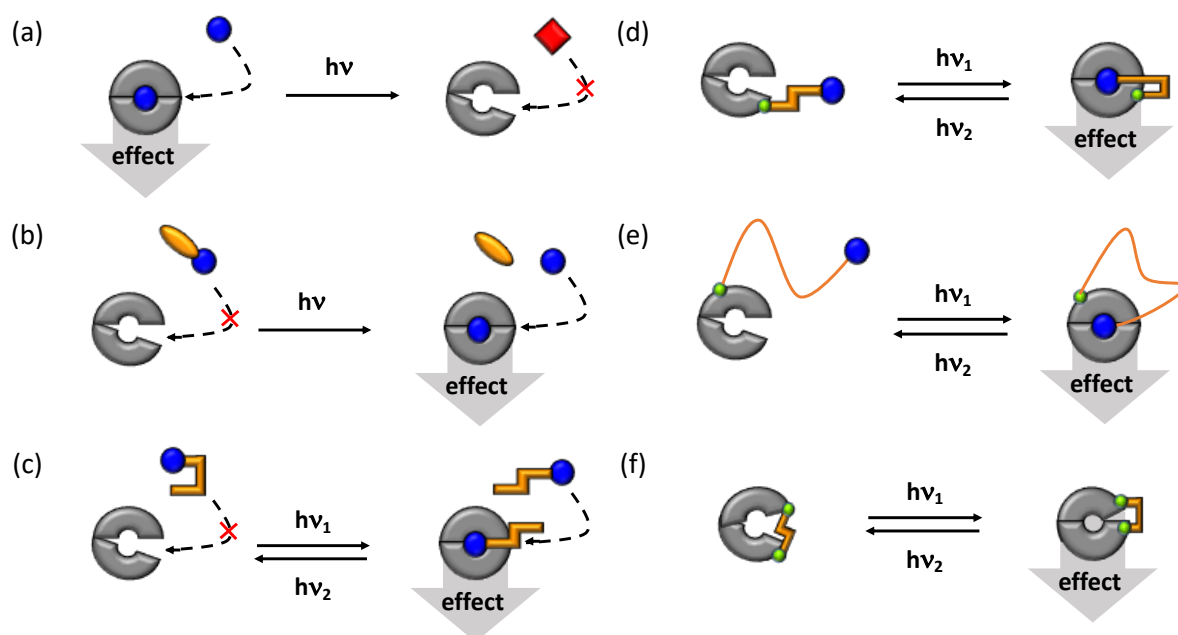 (a)
hν
effect
(b)
hν
effect
(c)
hν₁
hν₂
effect
(d)
hν₁
hν₂
effect
(e)
hν₁
hν₂
effect
(f)
hν₁
hν₂
effect